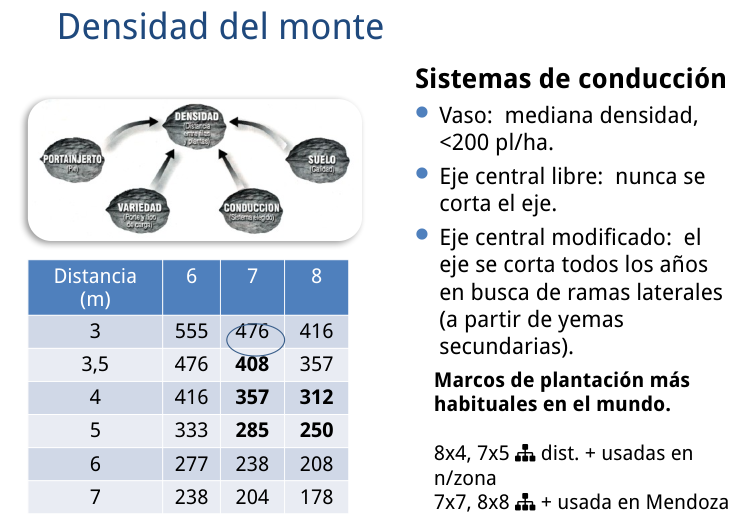 Densidad del monte
Sistemas de conducción
DENSIDAD
(Distancia
entre filas
y plantas)
PORTAINJERTO
(Pie)
SUELO
(Calidad)
VARIEDAD
(Porte y tipo
de carga)
CONDUCCION
(Sistema elegido)
Vaso: mediana densidad,
<200 pl/ha.
Eje central libre: nunca se
corta el eje.
Eje central modificado: el
eje se corta todos los años
en busca de ramas laterales
(a partir de yemas
secundarias).
Marcos de plantación más
habituales en el mundo.
8x4, 7x5 dist. + usadas en
n/zona
7x7, 8x8 + usada en Mendoza
Distancia
(m) 6 7 8
3 555 476 416
3,5 476 408 357
4 416 357 312
5 333 285 250
6 277 238 208
7 238 204 178